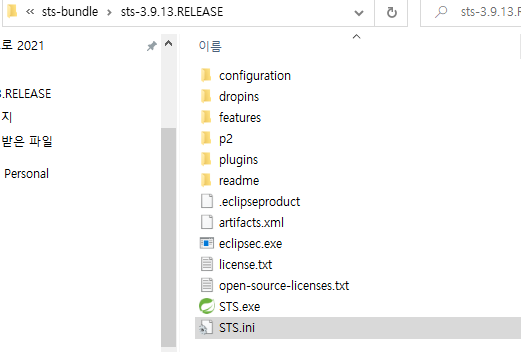 « sts-bundle › sts-3.9.13.RELEASE
sts-3.9.13.R
로 2021
.RELEASE
지
받은 파일
Personal
이름
configuration
dropins
features
p2
plugins
readme
.eclipseproduct
artifacts.xml
eclipsec.exe
license.txt
open-source-licenses.txt
STS.exe
STS.ini